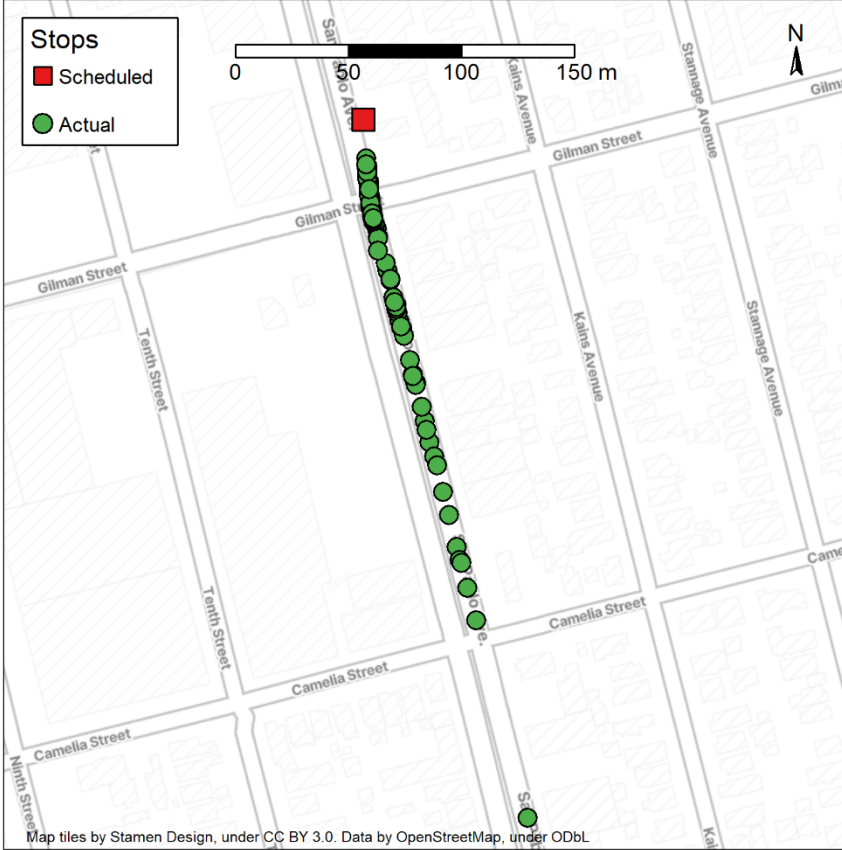 Stops
Scheduled
Actual
0 50 100 150 m
N
Kains Avenue
Stannage Avenue
Gilman Street
Gilman Street
Gilman Street
Tenth Street
Kains Avenue
Stannage Avenue
Tenth Street
Camelia Street
Camelia Street
Camelia Street
Ninth Street
Map tiles by Stamen Design, under CC BY 3.0. Data by OpenStreetMap, under ODbL